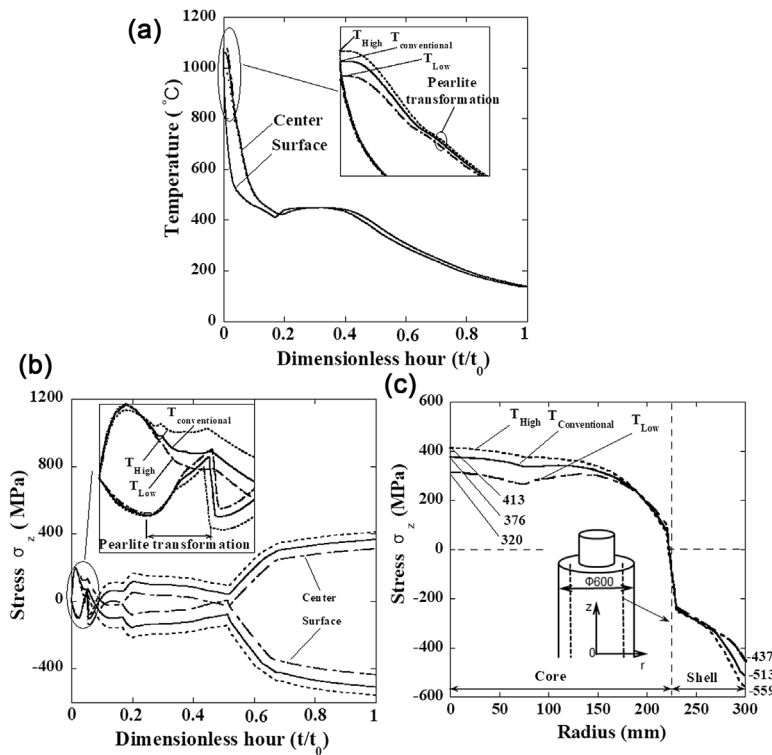 (a)
1200
1000
800
600
400
200
0
Temperature (℃)
T_High T_conventional
T_Low
Pearlite
transformation
Center
Surface
0 0.2 0.4 0.6 0.8 1
Dimensionless hour (t/t0)
(b)
1200
800
400
0
-400
Stress σz ( MPa)
T_conventional
T_High
T_Low
Pearlite transformation
Center
Surface
0 0.2 0.4 0.6 0.8 1
Dimensionless hour (t/t0)
(c)
600
400
200
0
-200
-400
-600
Stress σz (MPa)
T_High T_Conventional T_Low
413
376
320
Φ600
z
0
r
-437
-513
-559
Core Shell
0 50 100 150 200 250 300
Radius (mm)